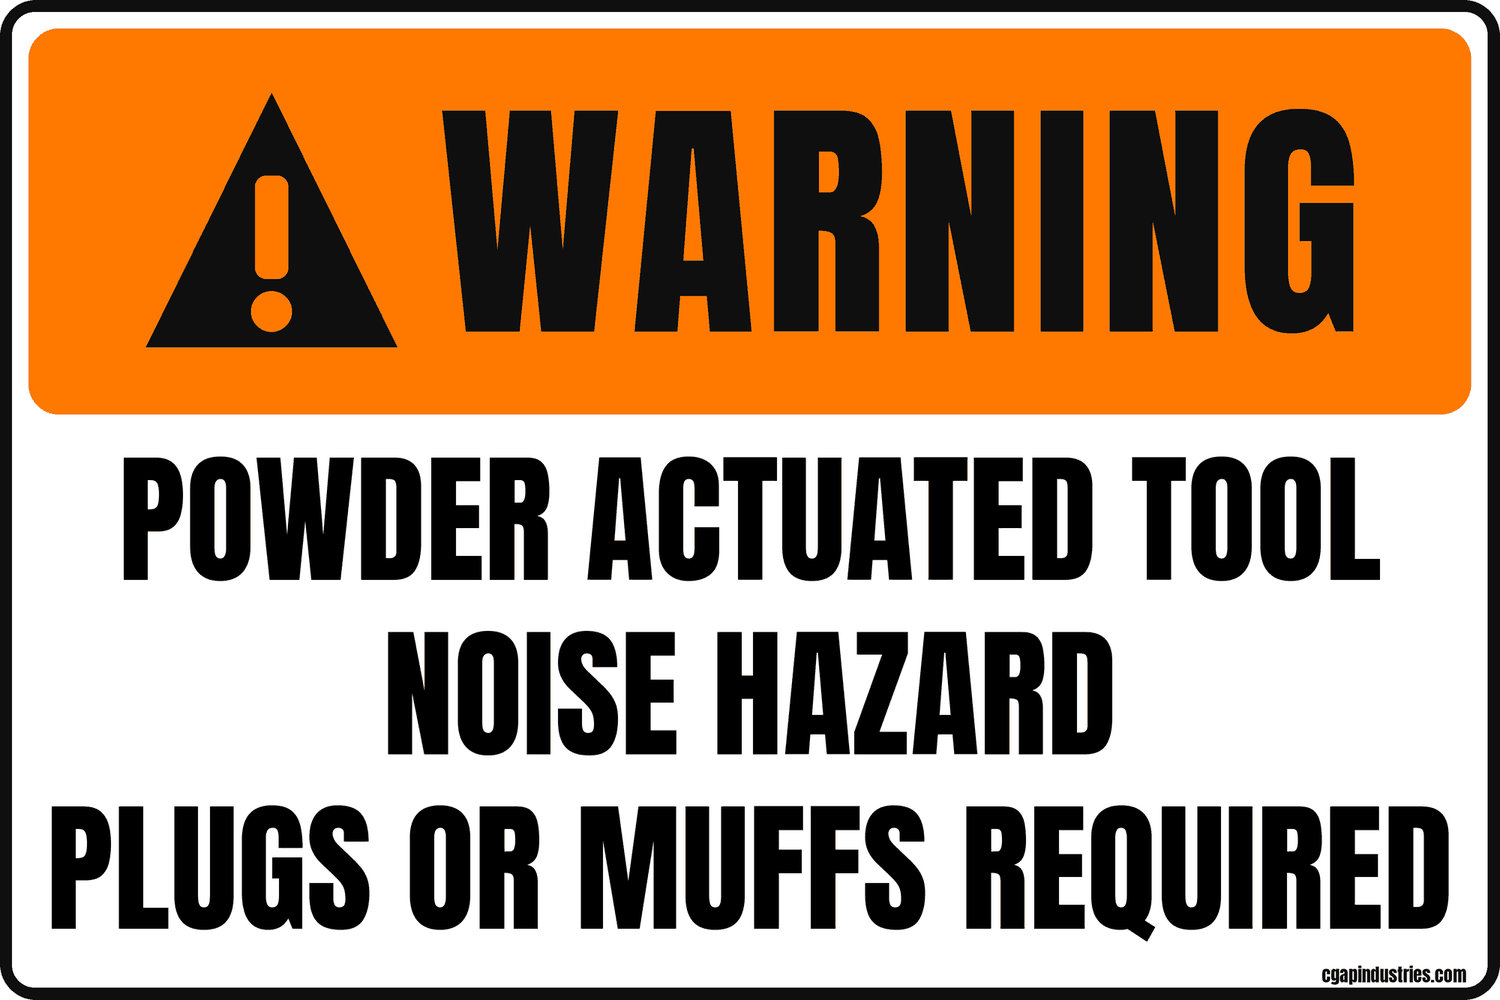 WARNING
POWDER ACTUATED TOOL
NOISE HAZARD
PLUGS OR MUFFS REQUIRED
cgapindustries.com